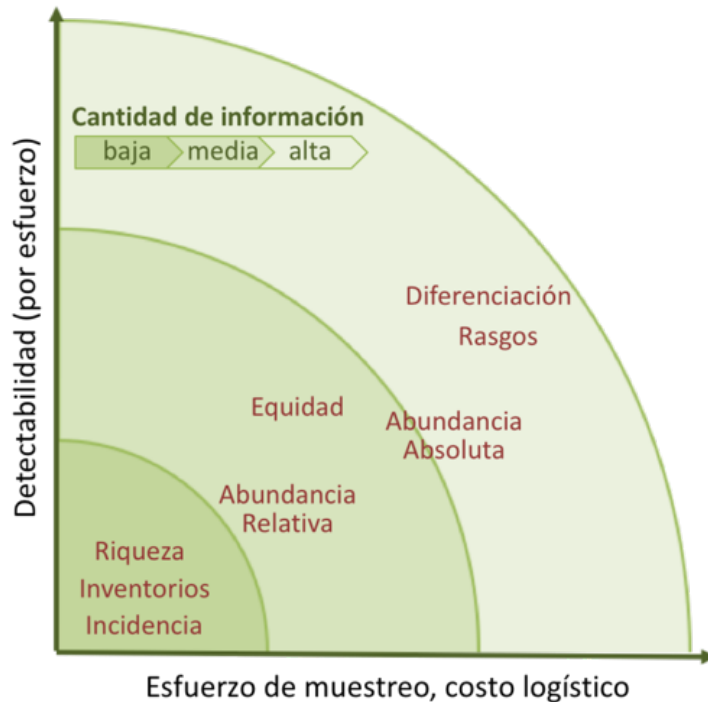 Cantidad de información
baja media alta
Detectabilidad (por esfuerzo)
Diferenciación
Rasgos
Equidad
Abundancia
Absoluta
Abundancia
Relativa
Riqueza
Inventorios
Incidencia
Esfuerzo de muestreo, costo logístico